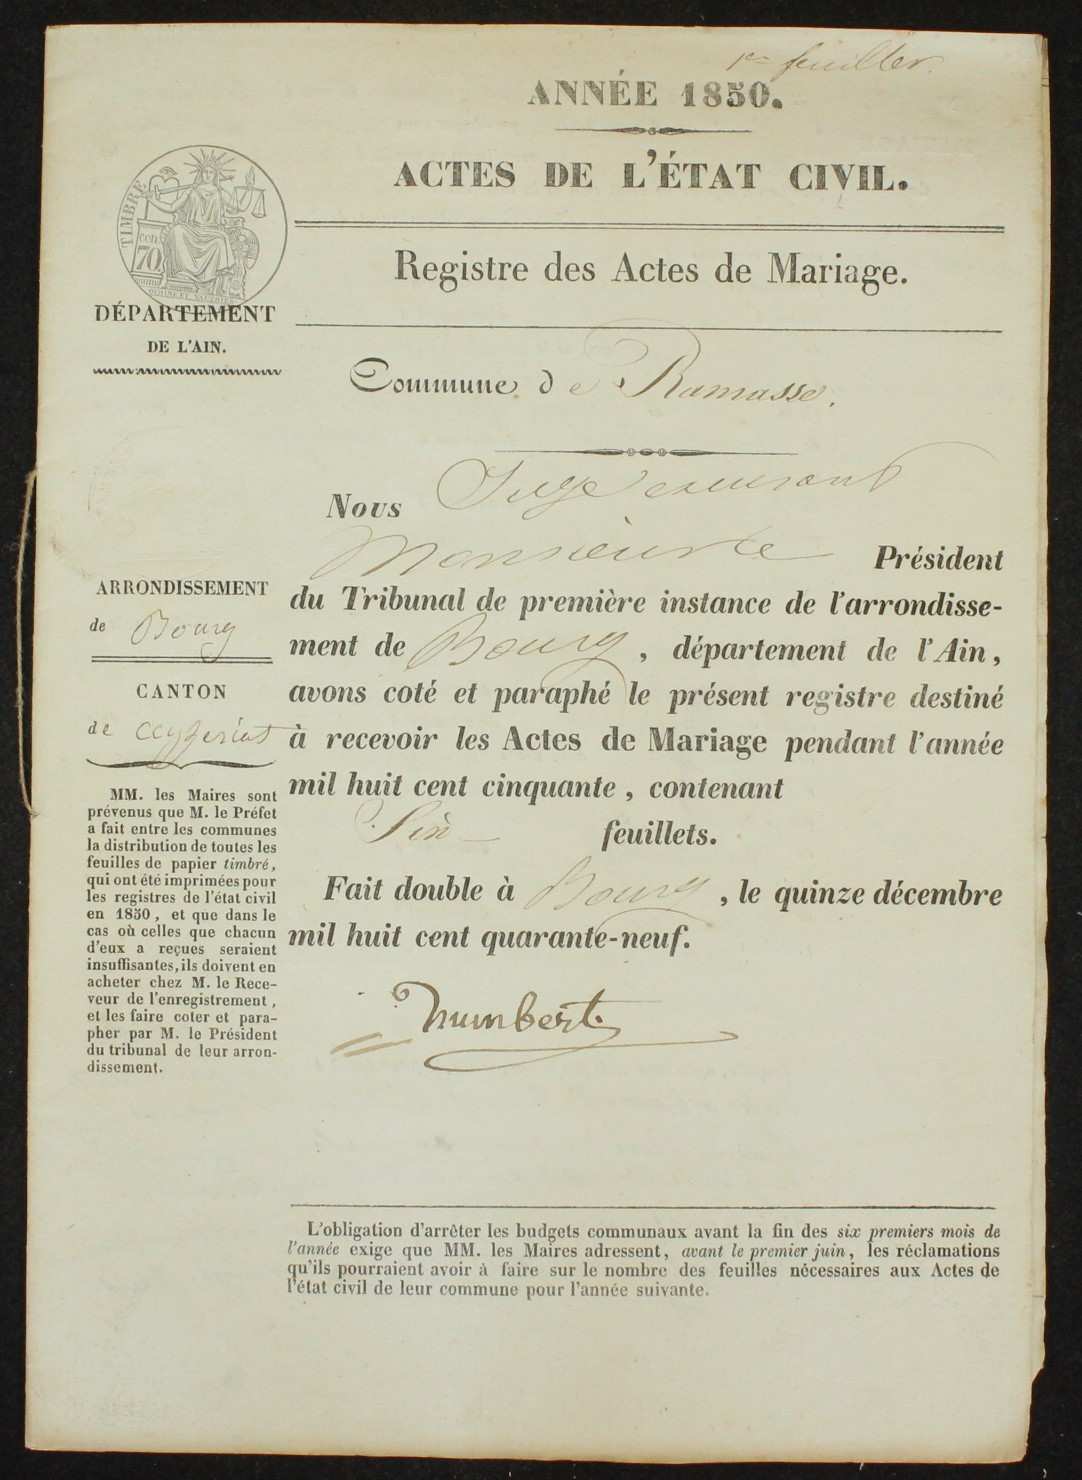 1er feuillet.
ANNÉE 1850.
ACTES DE L'ÉTAT CIVIL.
Registre des Actes de Mariage.
TIMBRE
70
DÉPARTEMENT
DE L'AIN.
Commune de Ramasse.
Nous Juge
Monsieur le Président
du Tribunal de première instance de l'arrondisse-
ment de Bourg, département de l'Ain,
avons coté et paraphé le présent registre destiné
à recevoir les Actes de Mariage pendant l'année
mil huit cent cinquante, contenant
feuillets.
Fait double à Bourg, le quinze décembre
mil huit cent quarante-neuf.
humbert
ARRONDISSEMENT
de Bourg
CANTON
de Ceyzeriat
MM. les Maires sont
prévenus que M. le Préfet
a fait entre les communes
la distribution de toutes les
feuilles de papier timbré,
qui ont été imprimées pour
les registres de l'état civil
en 1850, et que dans le
cas où celles que chacun
d'eux a reçues seraient
insuffisantes, ils doivent en
acheter chez M. le Rece-
veur de l'enregistrement,
et les faire coter et para-
pher par M. le Président
du tribunal de leur arron-
dissement.
L'obligation d'arrêter les budgets communaux avant la fin des six premiers mois de
l'année exige que MM. les Maires adressent, avant le premier juin, les réclamations
qu'ils pourraient avoir à faire sur le nombre des feuilles nécessaires aux Actes de
l'état civil de leur commune pour l'année suivante.